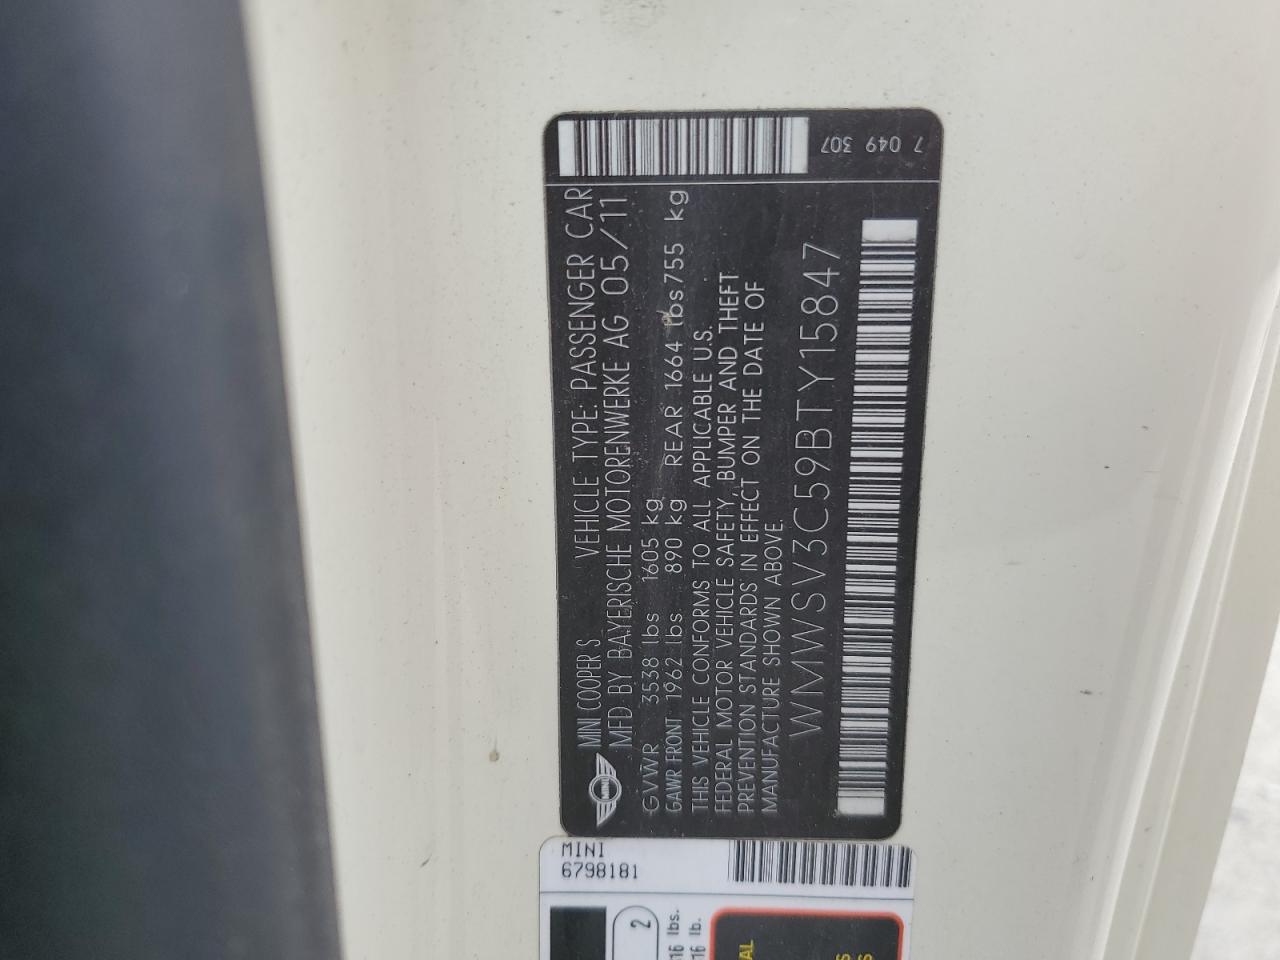 MINI COOPER S VEHICLE TYPE: PASSENGER CAR
MFD BY BAYERISCHE MOTORENWERKE AG 05/11
GVWR 3538 lbs 1605 kg
GAWR FRONT 1962 lbs 890 kg REAR 1664 lbs 755 kg
THIS VEHICLE CONFORMS TO ALL APPLICABLE U.S.
FEDERAL MOTOR VEHICLE SAFETY, BUMPER AND THEFT
PREVENTION STANDARDS IN EFFECT ON THE DATE OF
MANUFACTURE SHOWN ABOVE.
WMWSV3C59BTY15847
7 049 307
MINI
MINI
6798181
2
lbs.
lb.